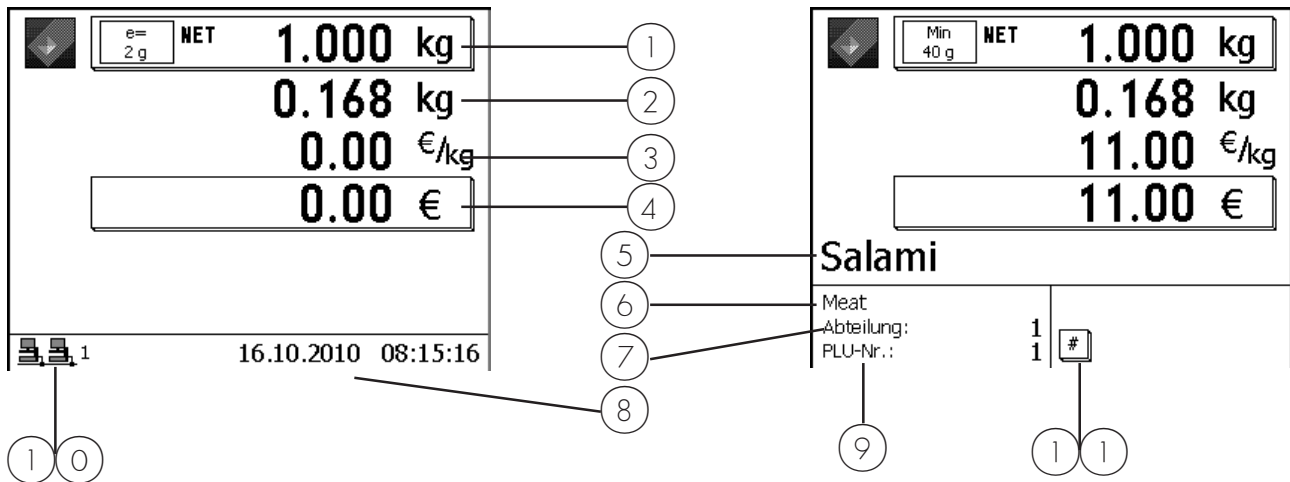 e=
2 g
NET
1.000 kg
0.168 kg
0.00 €/kg
0.00 €
1
16.10.2010 08:15:16
1
2
3
4
5
6
7
8
1 0
Min
40 g
NET
1.000 kg
0.168 kg
11.00 €/kg
11.00 €
Salami
Meat
Abteilung: 1
PLU-Nr.: 1
#
9
1 1